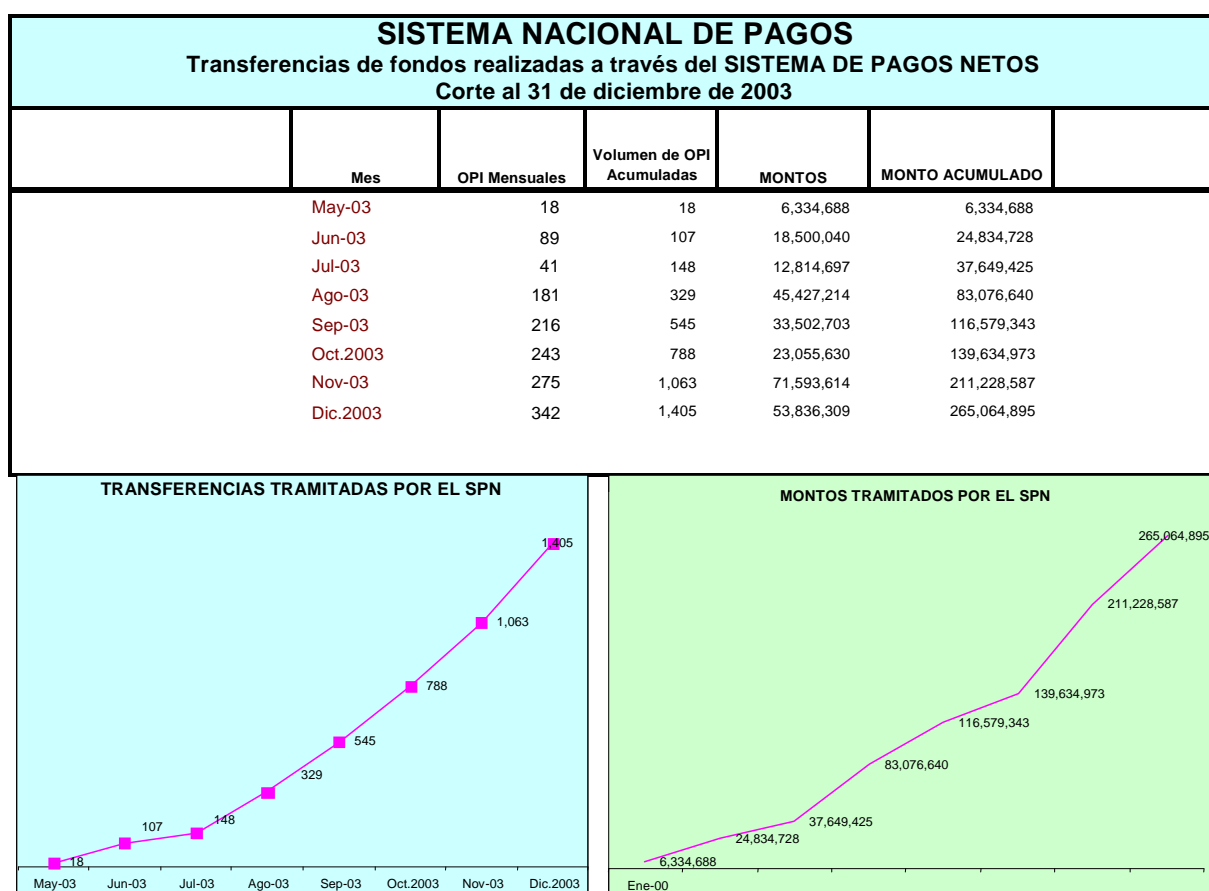 SISTEMA NACIONAL DE PAGOS
Transferencias de fondos realizadas a través del SISTEMA DE PAGOS NETOS
Corte al 31 de diciembre de 2003
Mes OPI Mensuales Volumen de OPI Acumuladas MONTOS MONTO ACUMULADO
May-03 18 18 6,334,688 6,334,688
Jun-03 89 107 18,500,040 24,834,728
Jul-03 41 148 12,814,697 37,649,425
Ago-03 181 329 45,427,214 83,076,640
Sep-03 216 545 33,502,703 116,579,343
Oct.2003 243 788 23,055,630 139,634,973
Nov-03 275 1,063 71,593,614 211,228,587
Dic.2003 342 1,405 53,836,309 265,064,895
TRANSFERENCIAS TRAMITADAS POR EL SPN
1,405
1,063
788
545
329
148
107
18
May-03 Jun-03 Jul-03 Ago-03 Sep-03 Oct.2003 Nov-03 Dic.2003
MONTOS TRAMITADOS POR EL SPN
265,064,895
211,228,587
139,634,973
116,579,343
83,076,640
37,649,425
24,834,728
6,334,688
Ene-00